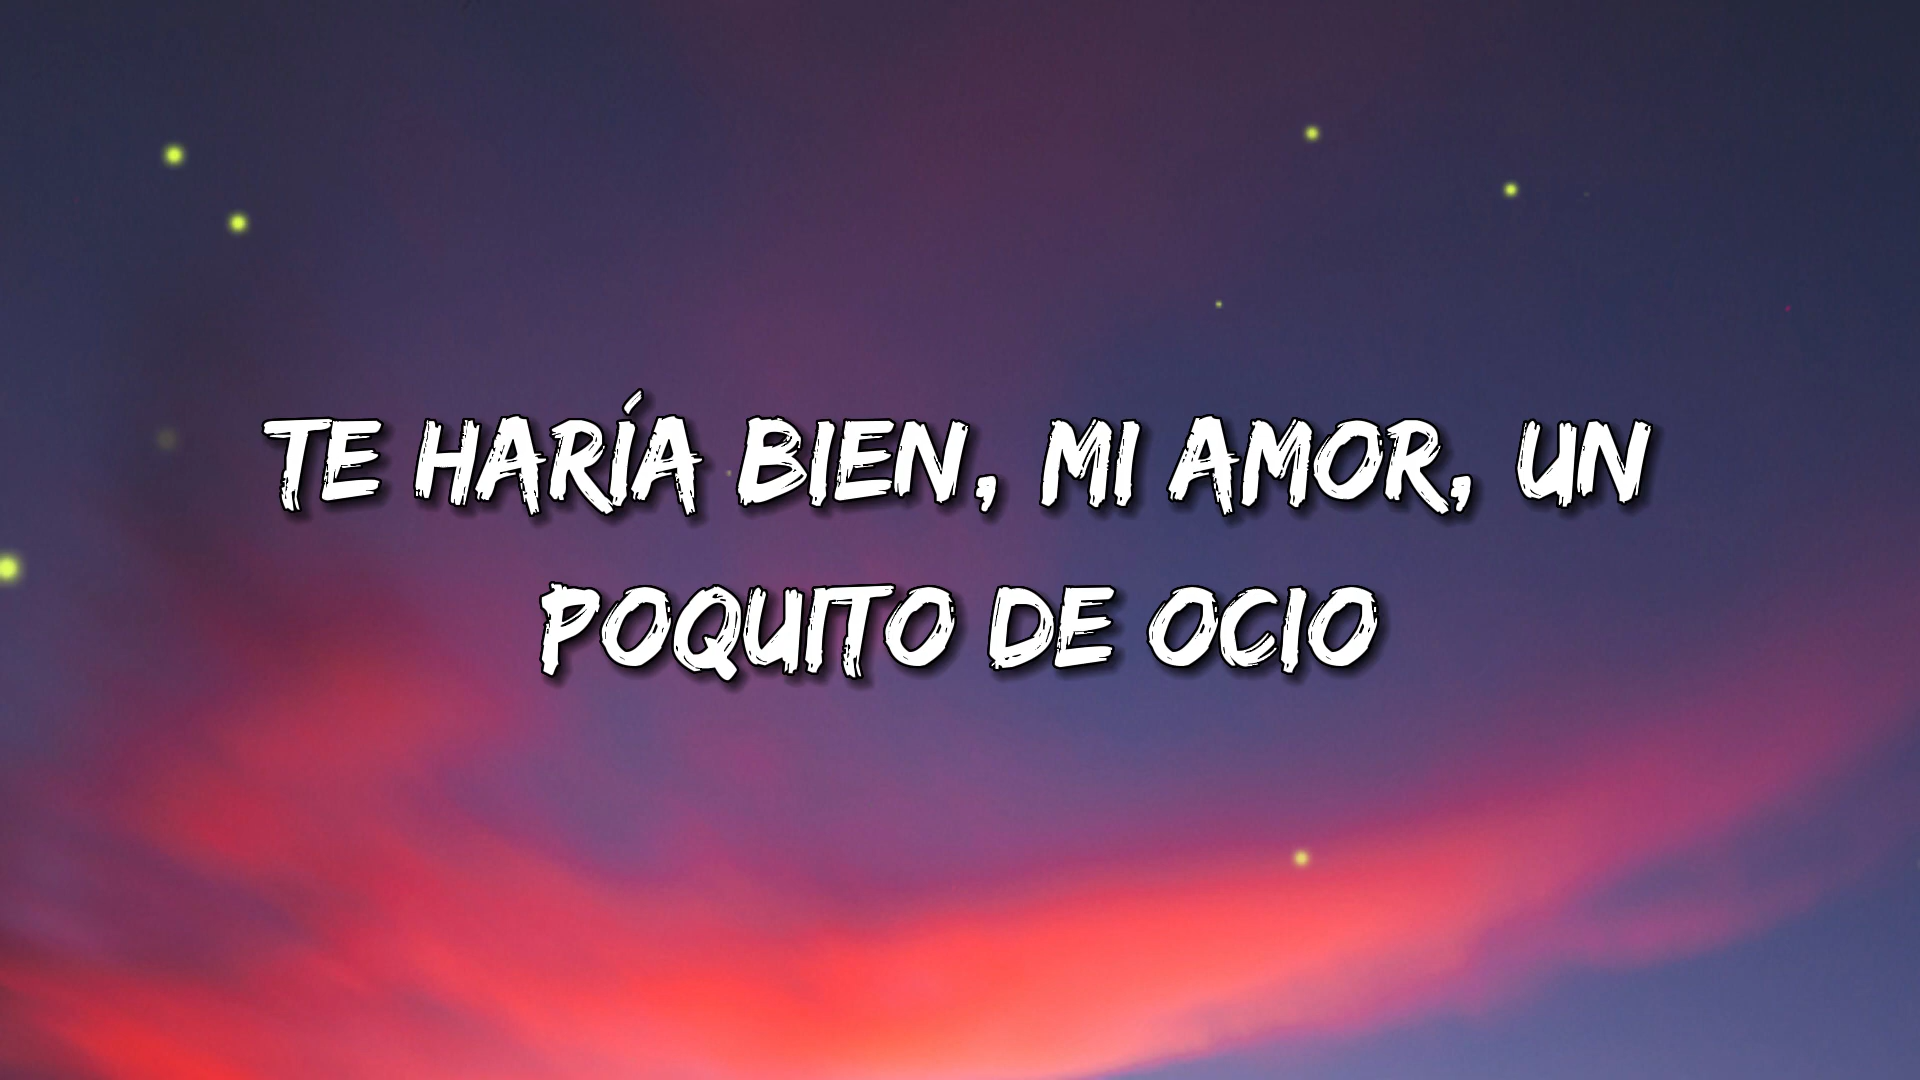 TE HARÍA BIEN, MI AMOR, UN
POQUITO DE OCIO